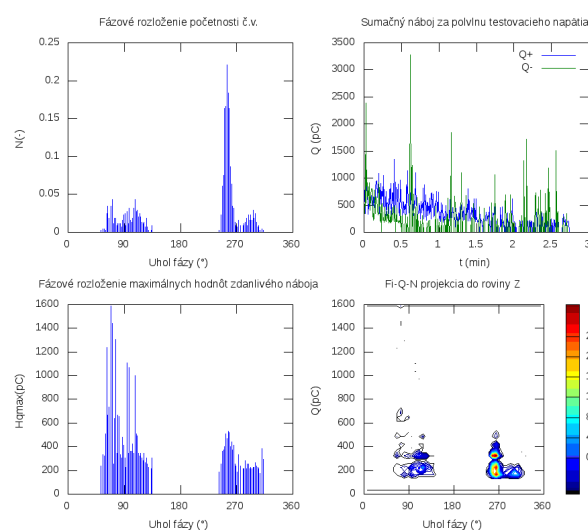 Fázové rozloženie početnosti č.v.
N(-)
0.25
0.2
0.15
0.1
0.05
0
0 90 180 270 360
Uhol fázy (°)
Sumačný náboj za polvlnu testovacieho napätia
Q+
Q-
Q (pC)
3500
3000
2500
2000
1500
1000
500
0
0 0.5 1 1.5 2 2.5 3
t (min)
Fázové rozloženie maximálnych hodnôt zdanlivého náboja
Hqmax(pC)
1600
1400
1200
1000
800
600
400
200
0
0 90 180 270 360
Uhol fázy (°)
Fi-Q-N projekcia do roviny Z
Q(pC)
1600
1400
1200
1000
800
600
400
200
0
0 90 180 270 360
Uhol fázy (°)